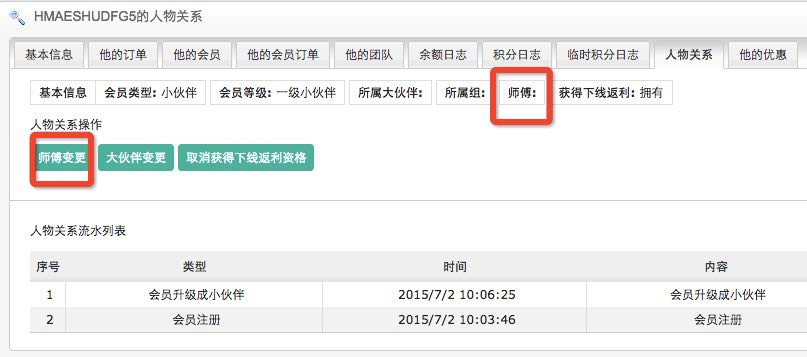 HMAESHUDFG5的人物关系
基本信息 他的订单 他的会员 他的会员订单 他的团队 余额日志 积分日志 临时积分日志 人物关系 他的优惠
基本信息 会员类型: 小伙伴 会员等级: 一级小伙伴 所属大伙伴: 所属组: 师傅: 获得下线返利: 拥有
人物关系操作
师傅变更 大伙伴变更 取消获得下线返利资格
人物关系流水列表
序号 类型 时间 内容
1 会员升级成小伙伴 2015/7/2 10:06:25 会员升级成小伙伴
2 会员注册 2015/7/2 10:03:46 会员注册